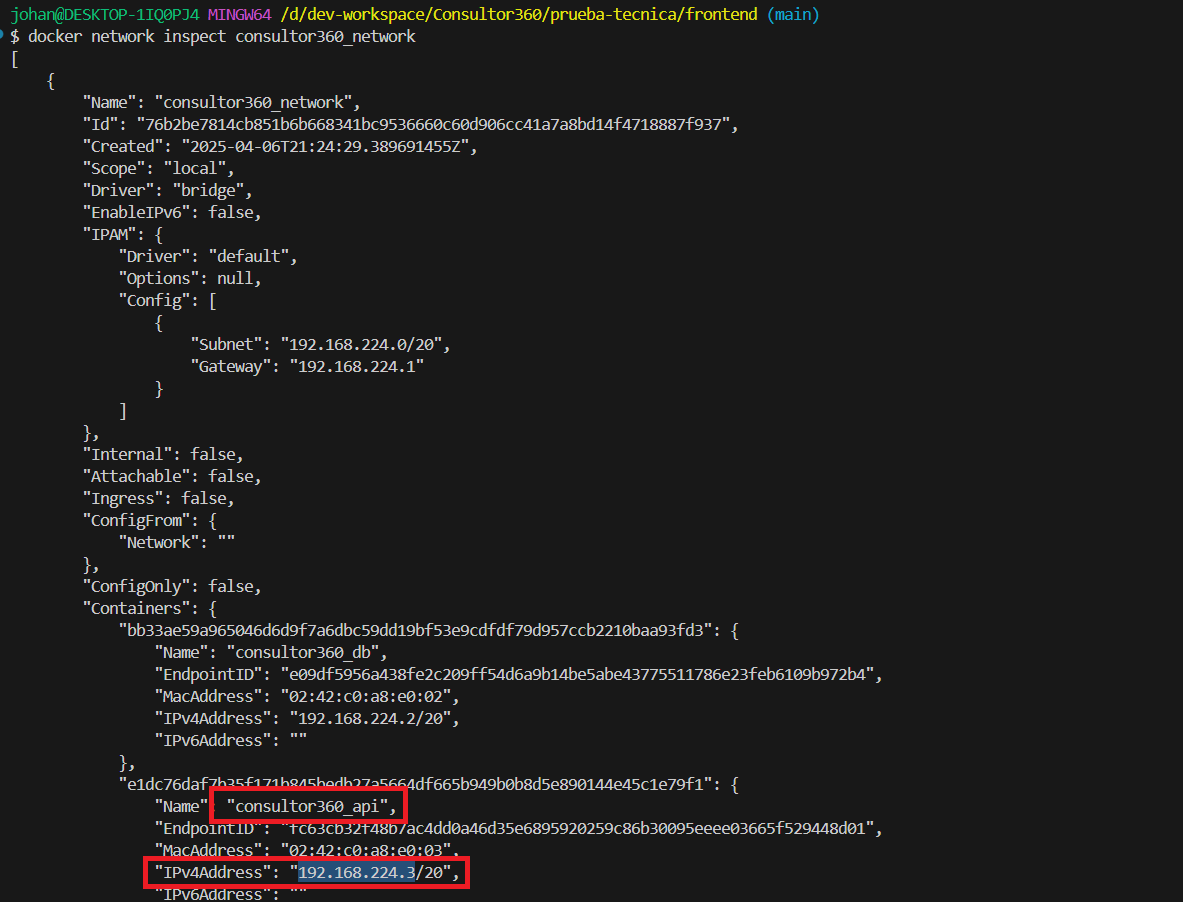 johan@DESKTOP-1IQ0PJ4 MINGW64 /d/dev-workspace/Consultor360/prueba-tecnica/frontend (main)
$ docker network inspect consultor360_network
[
    {
        "Name": "consultor360_network",
        "Id": "76b2be7814cb851b6b668341bc9536660c60d906cc41a7a8bd14f4718887f937",
        "Created": "2025-04-06T21:24:29.389691455Z",
        "Scope": "local",
        "Driver": "bridge",
        "EnableIPv6": false,
        "IPAM": {
            "Driver": "default",
            "Options": null,
            "Config": [
                {
                    "Subnet": "192.168.224.0/20",
                    "Gateway": "192.168.224.1"
                }
            ]
        },
        "Internal": false,
        "Attachable": false,
        "Ingress": false,
        "ConfigFrom": {
            "Network": ""
        },
        "ConfigOnly": false,
        "Containers": {
            "bb33ae59a965046d6d9f7a6dbc59dd19bf53e9cdfdf79d957ccb2210baa93fd3": {
                "Name": "consultor360_db",
                "EndpointID": "e09df5956a438fe2c209ff54d6a9b14be5abe43775511786e23feb6109b972b4",
                "MacAddress": "02:42:c0:a8:e0:02",
                "IPv4Address": "192.168.224.2/20",
                "IPv6Address": ""
            },
            "e1dc76daf7b35f171b845bedb27a5664df665b949b0b8d5e890144e45c1e79f1": {
                "Name": "consultor360_api",
                "EndpointID": "fc63cb32f48b7ac4dd0a46d35e6895920259c86b30095eeee03665f529448d01",
                "MacAddress": "02:42:c0:a8:e0:03",
                "IPv4Address": "192.168.224.3/20",
                "IPv6Address": ""